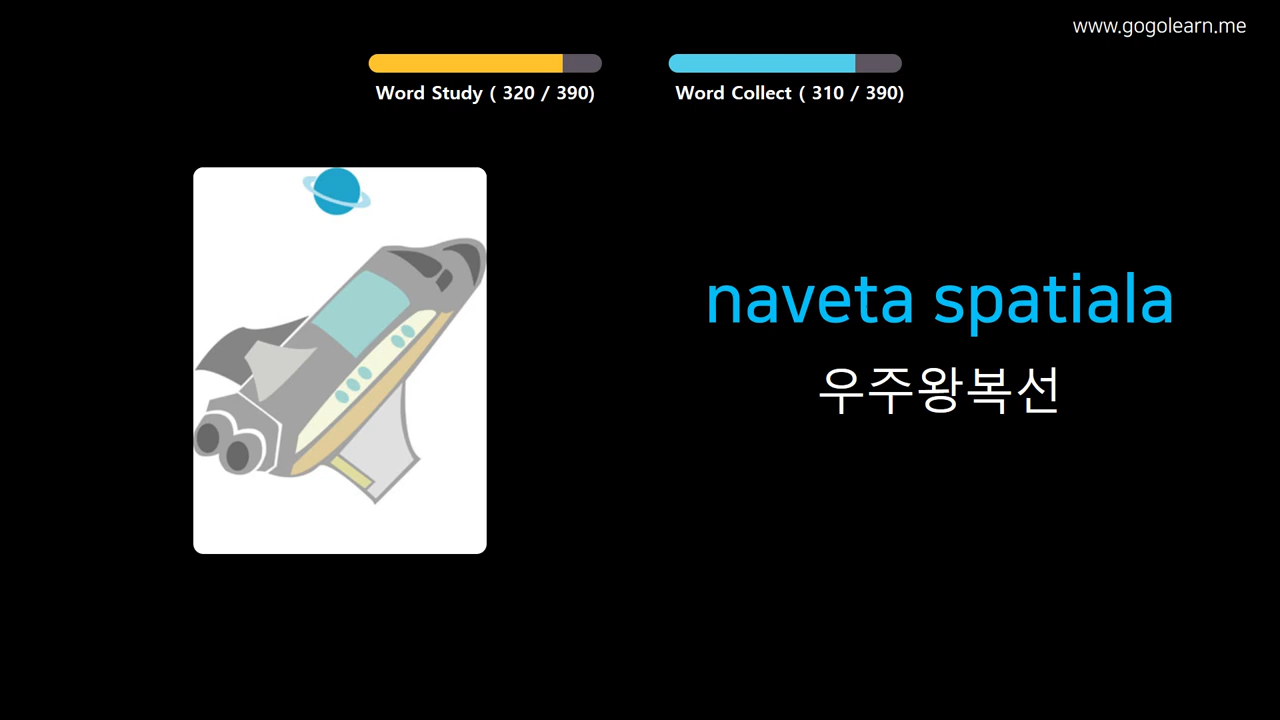 www.gogolearn.me
Word Study ( 320 / 390)
Word Collect ( 310 / 390)
naveta spatiala
우주왕복선